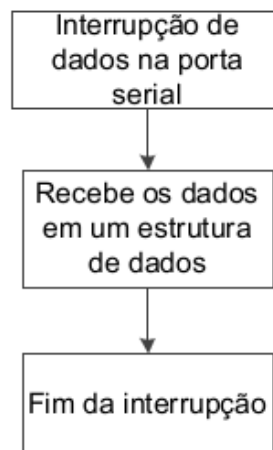 Interrupção de
dados na porta
serial
Recebe os dados
em um estrutura
de dados
Fim da interrupção